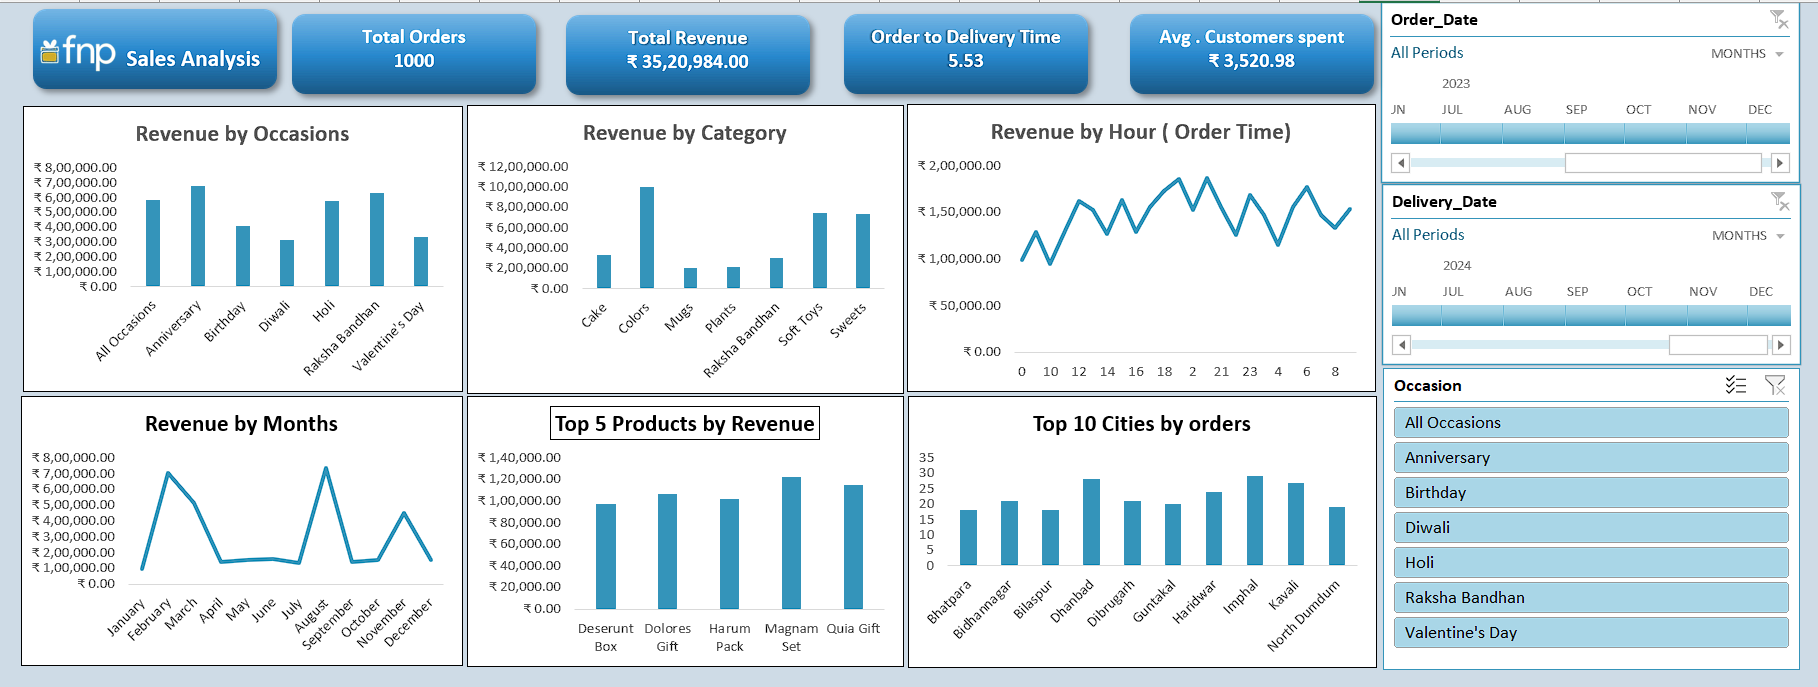 fnp Sales Analysis
Total Orders
1000
Total Revenue
₹ 35,20,984.00
Order to Delivery Time
5.53
Avg . Customers spent
₹ 3,520.98
Revenue by Occasions
₹ 8,00,000.00
₹ 7,00,000.00
₹ 6,00,000.00
₹ 5,00,000.00
₹ 4,00,000.00
₹ 3,00,000.00
₹ 2,00,000.00
₹ 1,00,000.00
₹ 0.00
All Occasions
Anniversary
Birthday
Diwali
Holi
Raksha Bandhan
Valentine's Day
Revenue by Category
₹ 12,00,000.00
₹ 10,00,000.00
₹ 8,00,000.00
₹ 6,00,000.00
₹ 4,00,000.00
₹ 2,00,000.00
₹ 0.00
Cake
Colors
Mugs
Plants
Raksha Bandhan
Soft Toys
Sweets
Revenue by Hour ( Order Time)
₹ 2,00,000.00
₹ 1,50,000.00
₹ 1,00,000.00
₹ 50,000.00
₹ 0.00
0 10 12 14 16 18 2 21 23 4 6 8
Revenue by Months
₹ 8,00,000.00
₹ 7,00,000.00
₹ 6,00,000.00
₹ 5,00,000.00
₹ 4,00,000.00
₹ 3,00,000.00
₹ 2,00,000.00
₹ 1,00,000.00
₹ 0.00
January
February
March
April
May
June
July
August
September
October
November
December
Top 5 Products by Revenue
₹ 1,40,000.00
₹ 1,20,000.00
₹ 1,00,000.00
₹ 80,000.00
₹ 60,000.00
₹ 40,000.00
₹ 20,000.00
₹ 0.00
Deserunt Box
Dolores Gift
Harum Pack
Magnam Set
Quia Gift
Top 10 Cities by orders
35
30
25
20
15
10
5
0
Bhatpara
Bidhannagar
Bilaspur
Dhanbad
Dibrugarh
Guntakal
Haridwar
Imphal
Kavali
North Dumdum
Order_Date
All Periods MONTHS
2023
JN JUL AUG SEP OCT NOV DEC
Delivery_Date
All Periods MONTHS
2024
JN JUL AUG SEP OCT NOV DEC
Occasion
All Occasions
Anniversary
Birthday
Diwali
Holi
Raksha Bandhan
Valentine's Day